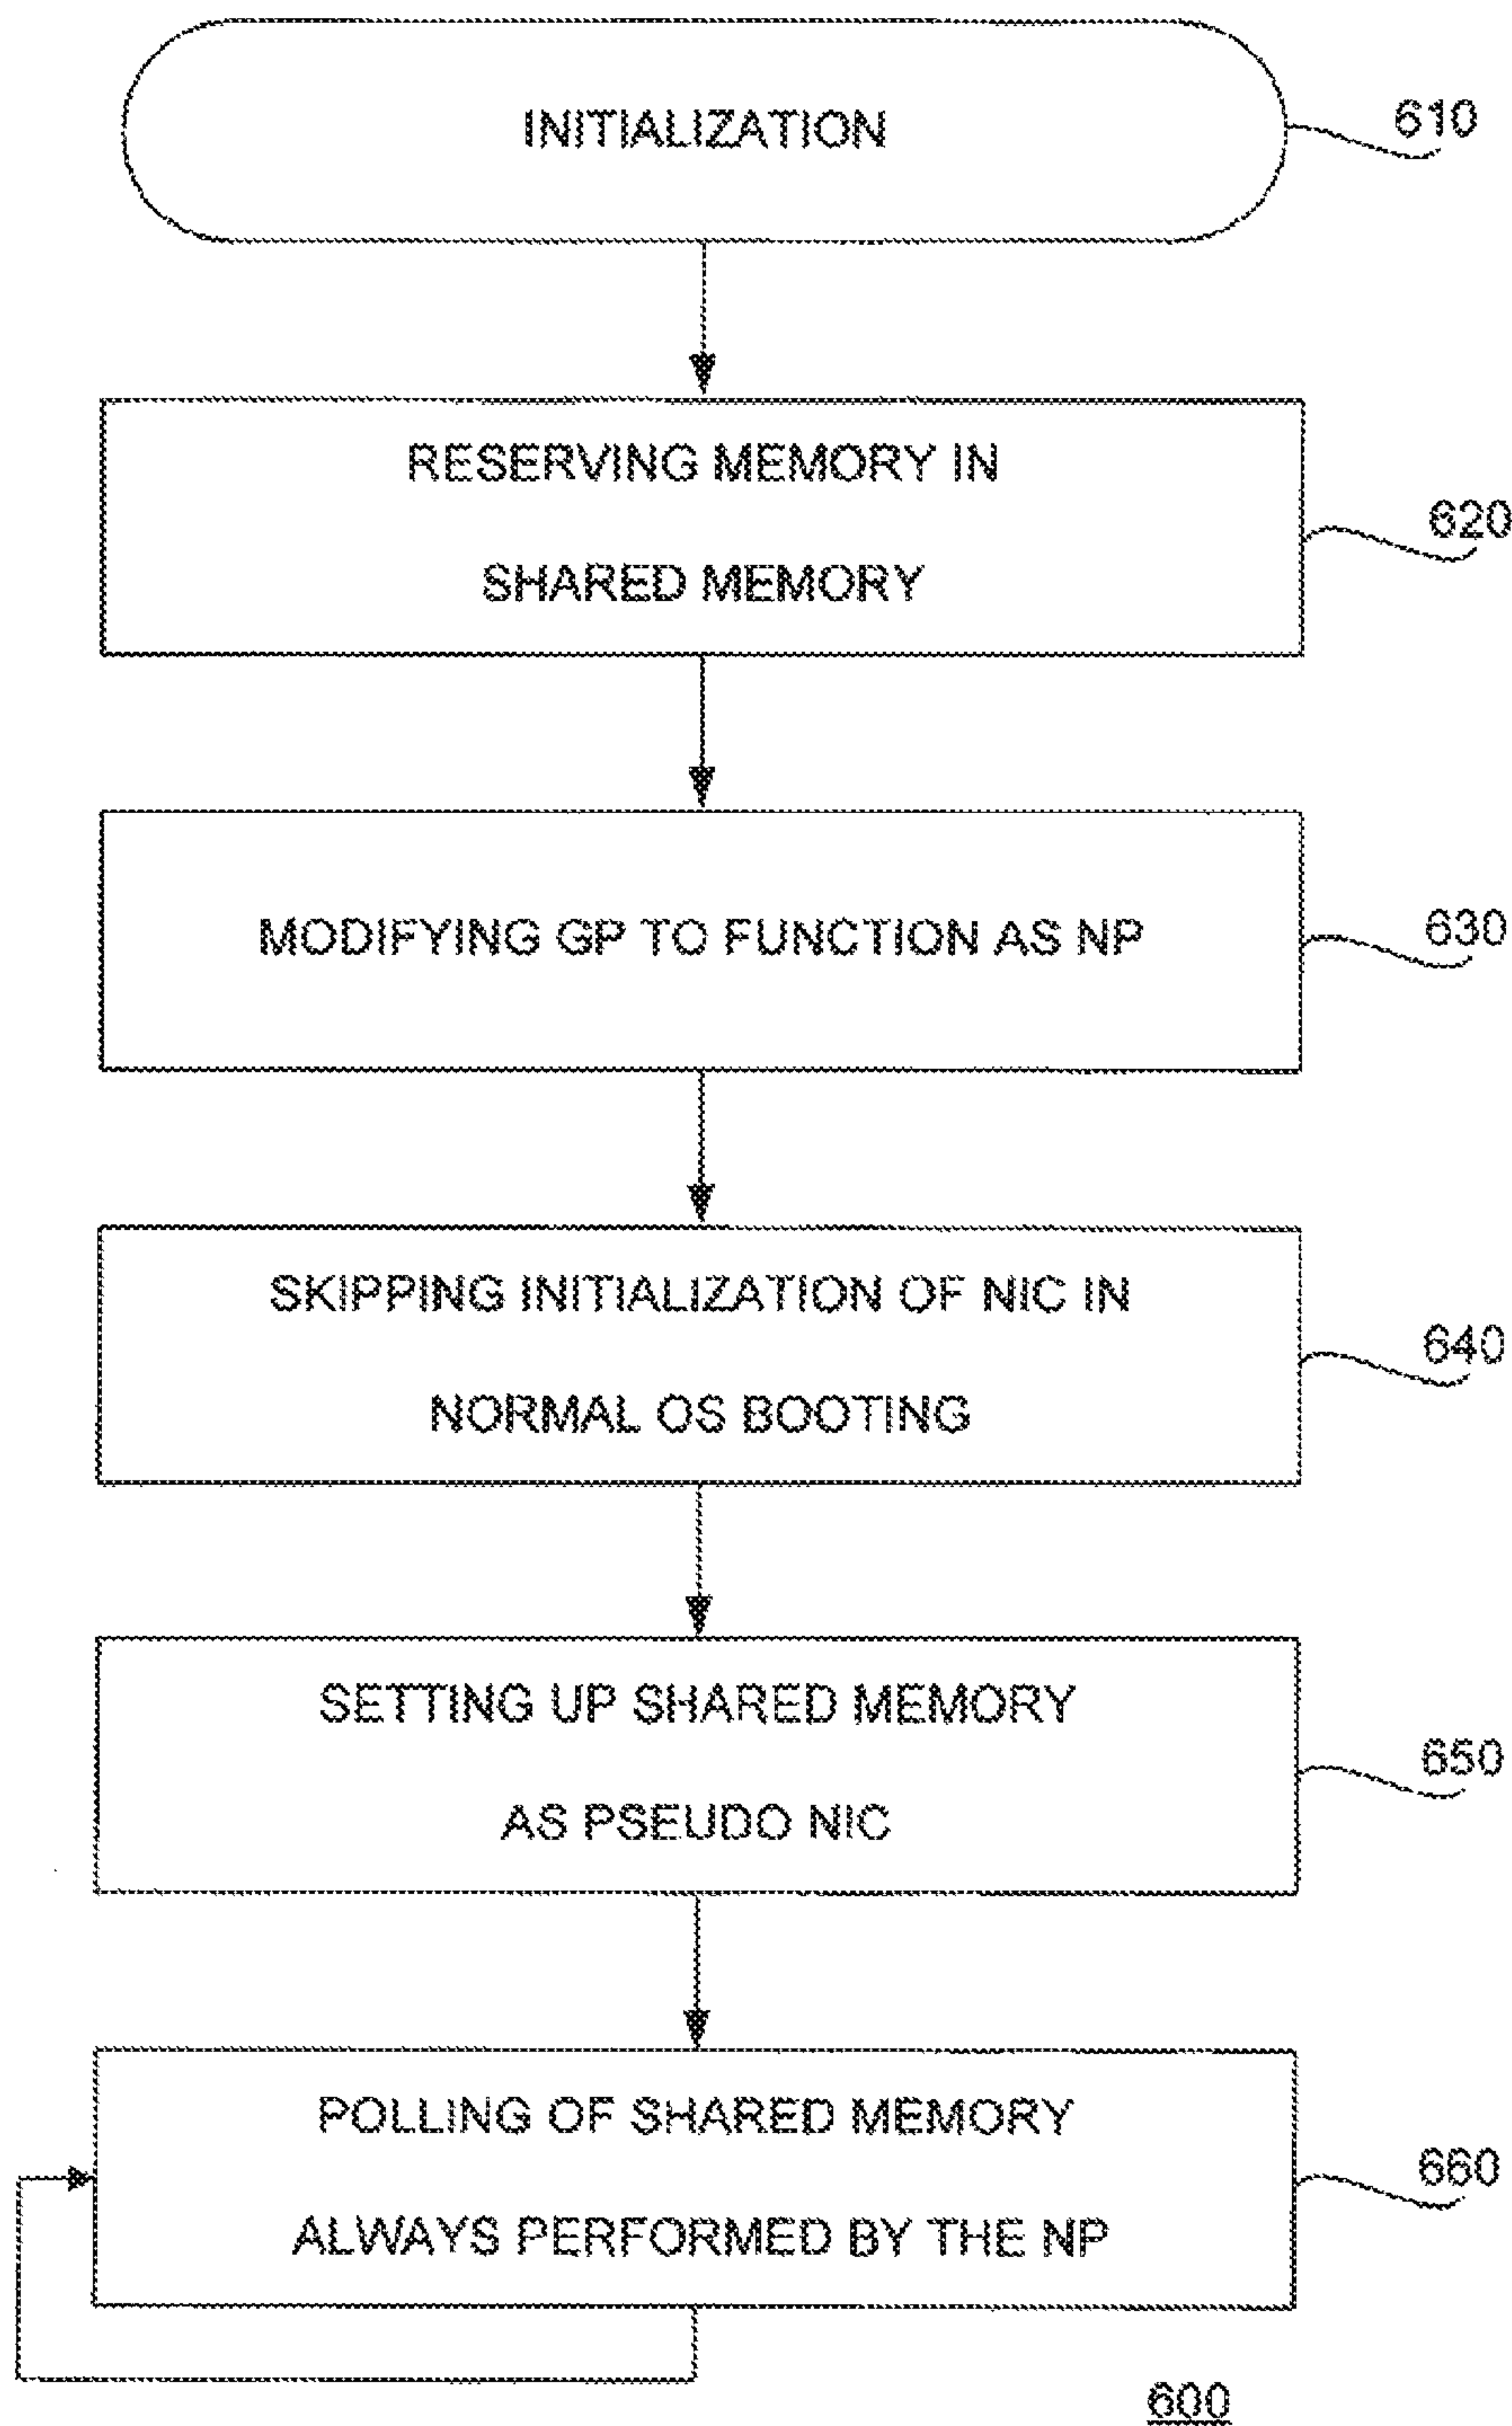 INITIALIZATION
610
RESERVING MEMORY IN
SHARED MEMORY
620
MODIFYING GP TO FUNCTION AS NP
630
SKIPPING INITIALIZATION OF NIC IN
NORMAL OS BOOTING
640
SETTING UP SHARED MEMORY
AS PSEUDO NIC
650
POLLING OF SHARED MEMORY
ALWAYS PERFORMED BY THE NP
660
600